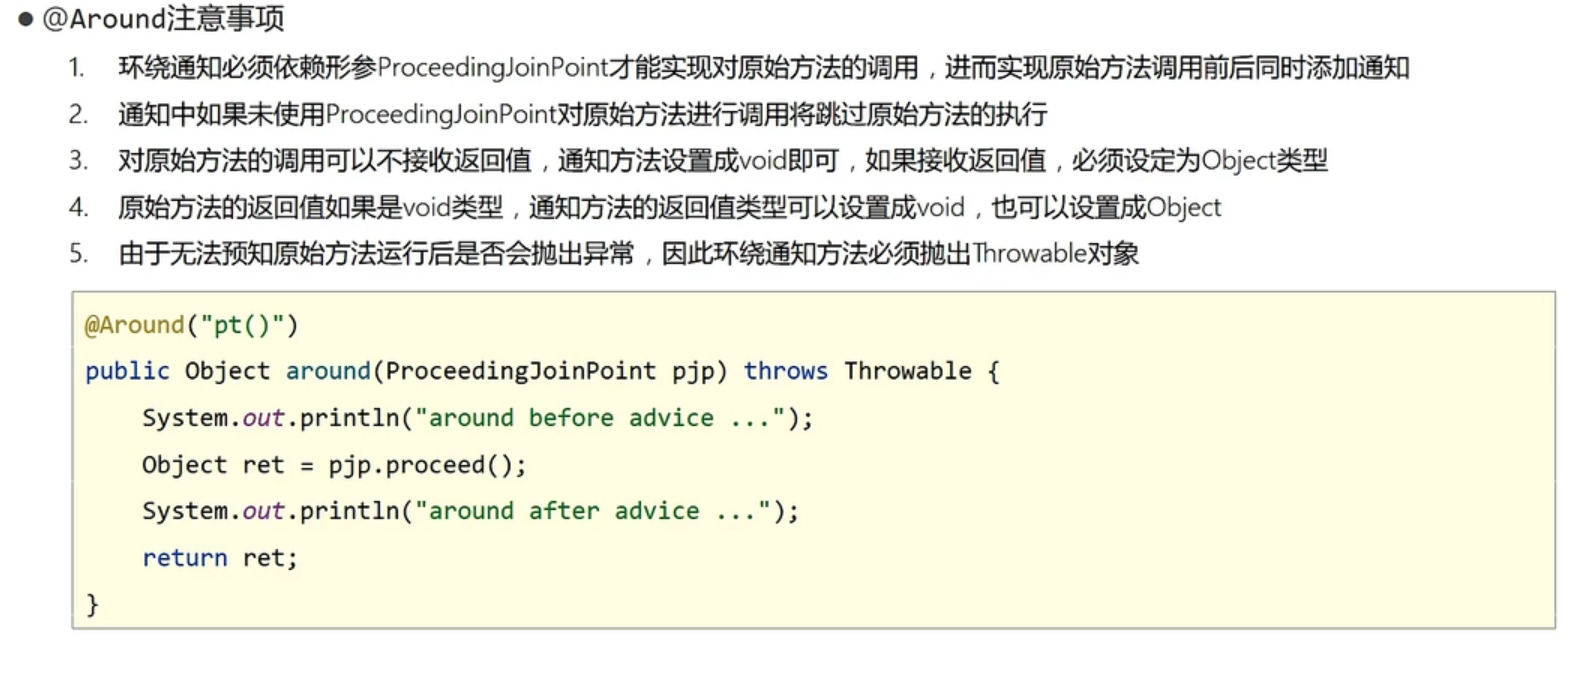 ● @Around注意事项
1. 环绕通知必须依赖形参ProceedingJoinPoint才能实现对原始方法的调用，进而实现原始方法调用前后同时添加通知
2. 通知中如果未使用ProceedingJoinPoint对原始方法进行调用将跳过原始方法的执行
3. 对原始方法的调用可以不接收返回值，通知方法设置成void即可，如果接收返回值，必须设定为Object类型
4. 原始方法的返回值如果是void类型，通知方法的返回值类型可以设置成void，也可以设置成Object
5. 由于无法预知原始方法运行后是否会抛出异常，因此环绕通知方法必须抛出Throwable对象
@Around("pt()")
public Object around(ProceedingJoinPoint pjp) throws Throwable {
    System.out.println("around before advice ...");
    Object ret = pjp.proceed();
    System.out.println("around after advice ...");
    return ret;
}